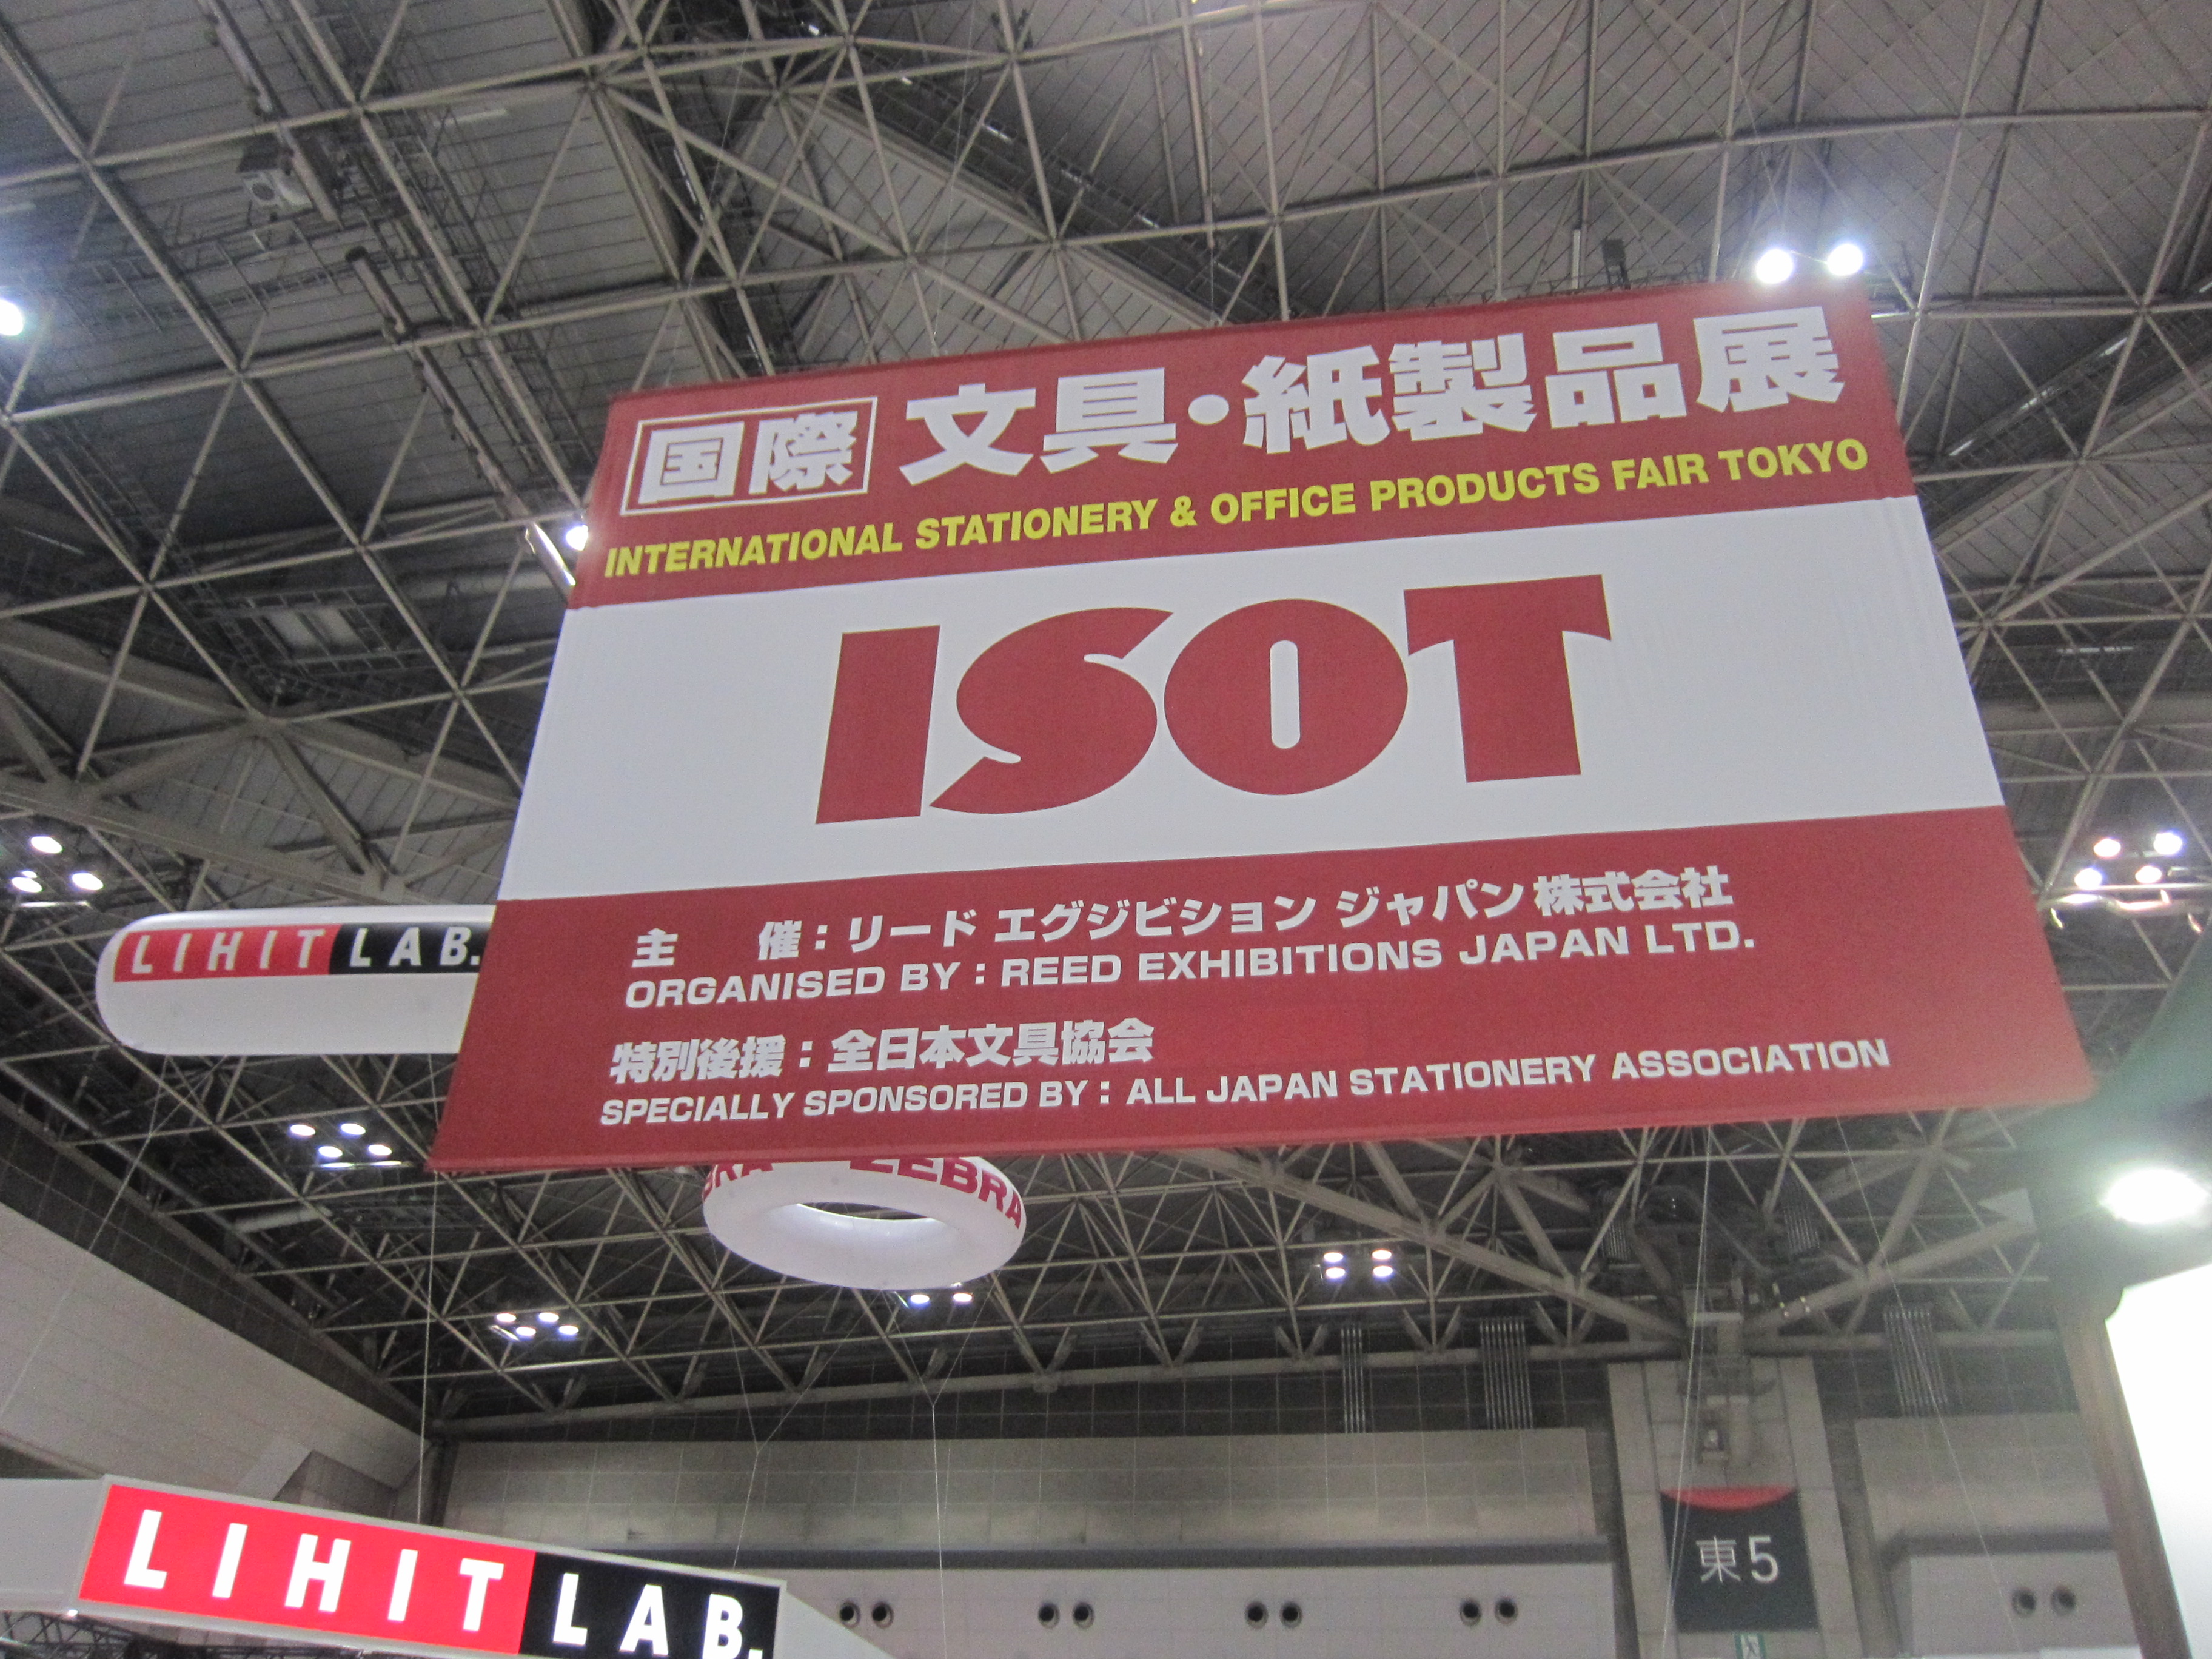 国際 文具・紙製品展
INTERNATIONAL STATIONERY & OFFICE PRODUCTS FAIR TOKYO
ISOT
主 催：リード エグジビション ジャパン 株式会社
ORGANISED BY : REED EXHIBITIONS JAPAN LTD.
特別後援：全日本文具協会
SPECIALLY SPONSORED BY : ALL JAPAN STATIONERY ASSOCIATION
LIHIT LAB.
BRA ZEBRA
東5
LIHIT LAB.